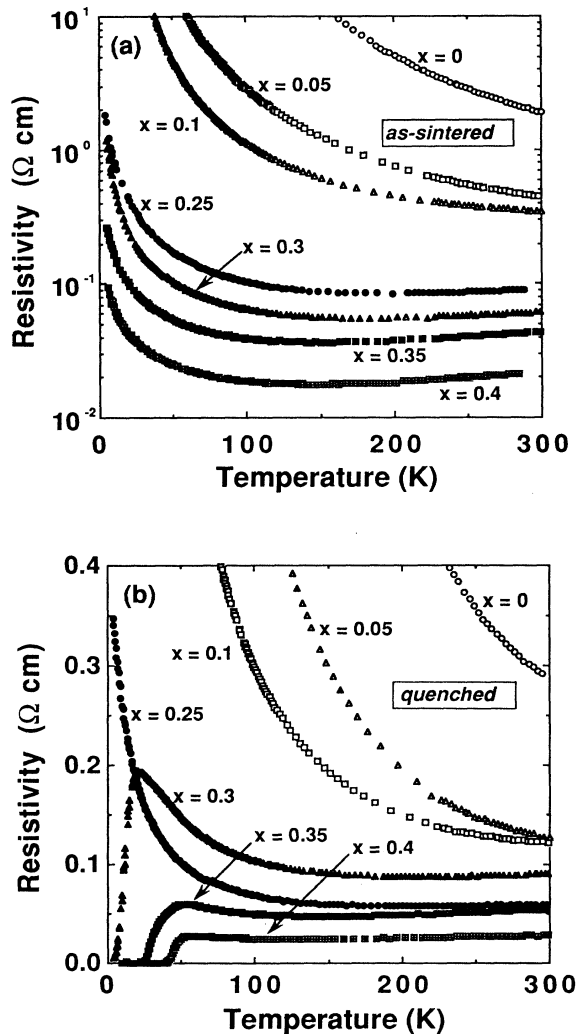 (a)
x = 0
x = 0.05
x = 0.1
as-sintered
x = 0.25
x = 0.3
x = 0.35
x = 0.4
10¹
10⁰
10⁻¹
10⁻²
Resistivity (Ω cm)
0 100 200 300
Temperature (K)
(b)
x = 0
x = 0.05
x = 0.1
quenched
x = 0.25
x = 0.3
x = 0.35
x = 0.4
0.4
0.3
0.2
0.1
0.0
Resistivity (Ω cm)
0 100 200 300
Temperature (K)